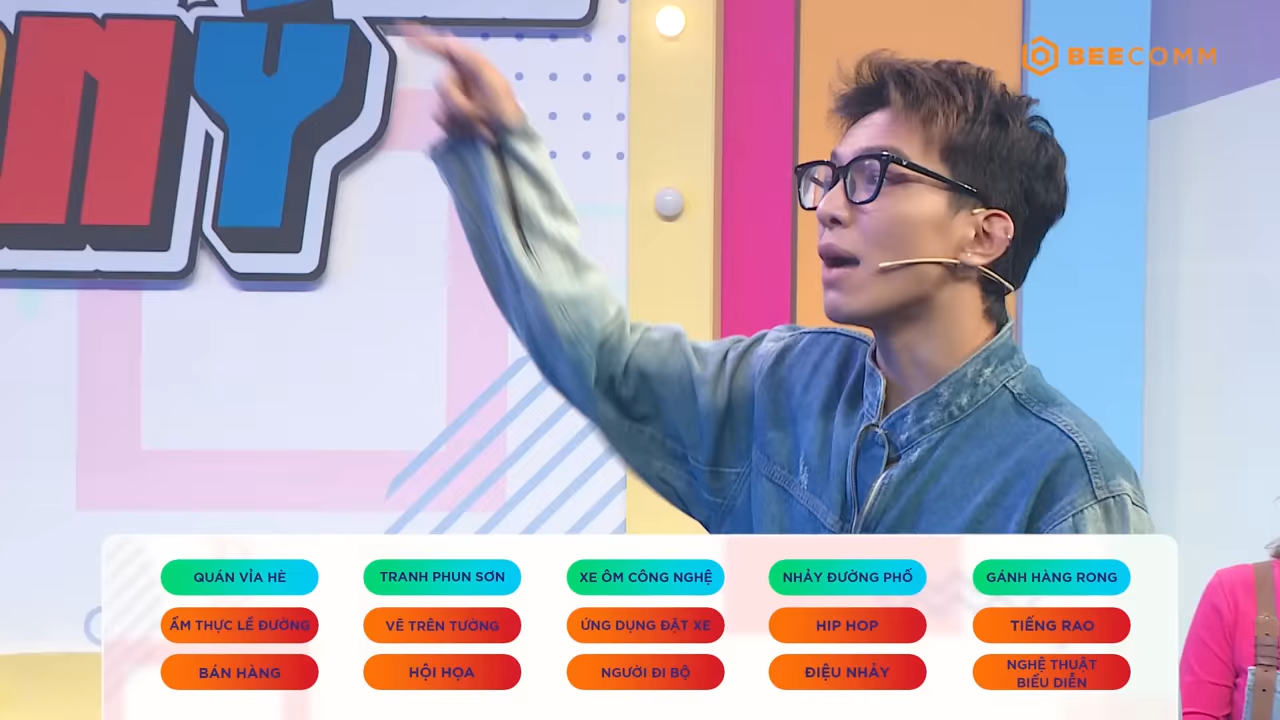 NY
BEECOMM
QUÁN VỈA HÈ
TRANH PHUN SƠN
XE ÔM CÔNG NGHỆ
NHẢY ĐƯỜNG PHỐ
GÁNH HÀNG RONG
ẨM THỰC LỀ ĐƯỜNG
VẼ TRÊN TƯỜNG
ỨNG DỤNG ĐẶT XE
HIP HOP
TIẾNG RAO
BÁN HÀNG
HỘI HỌA
NGƯỜI ĐI BỘ
ĐIỆU NHẢY
NGHỆ THUẬT
BIỂU DIỄN